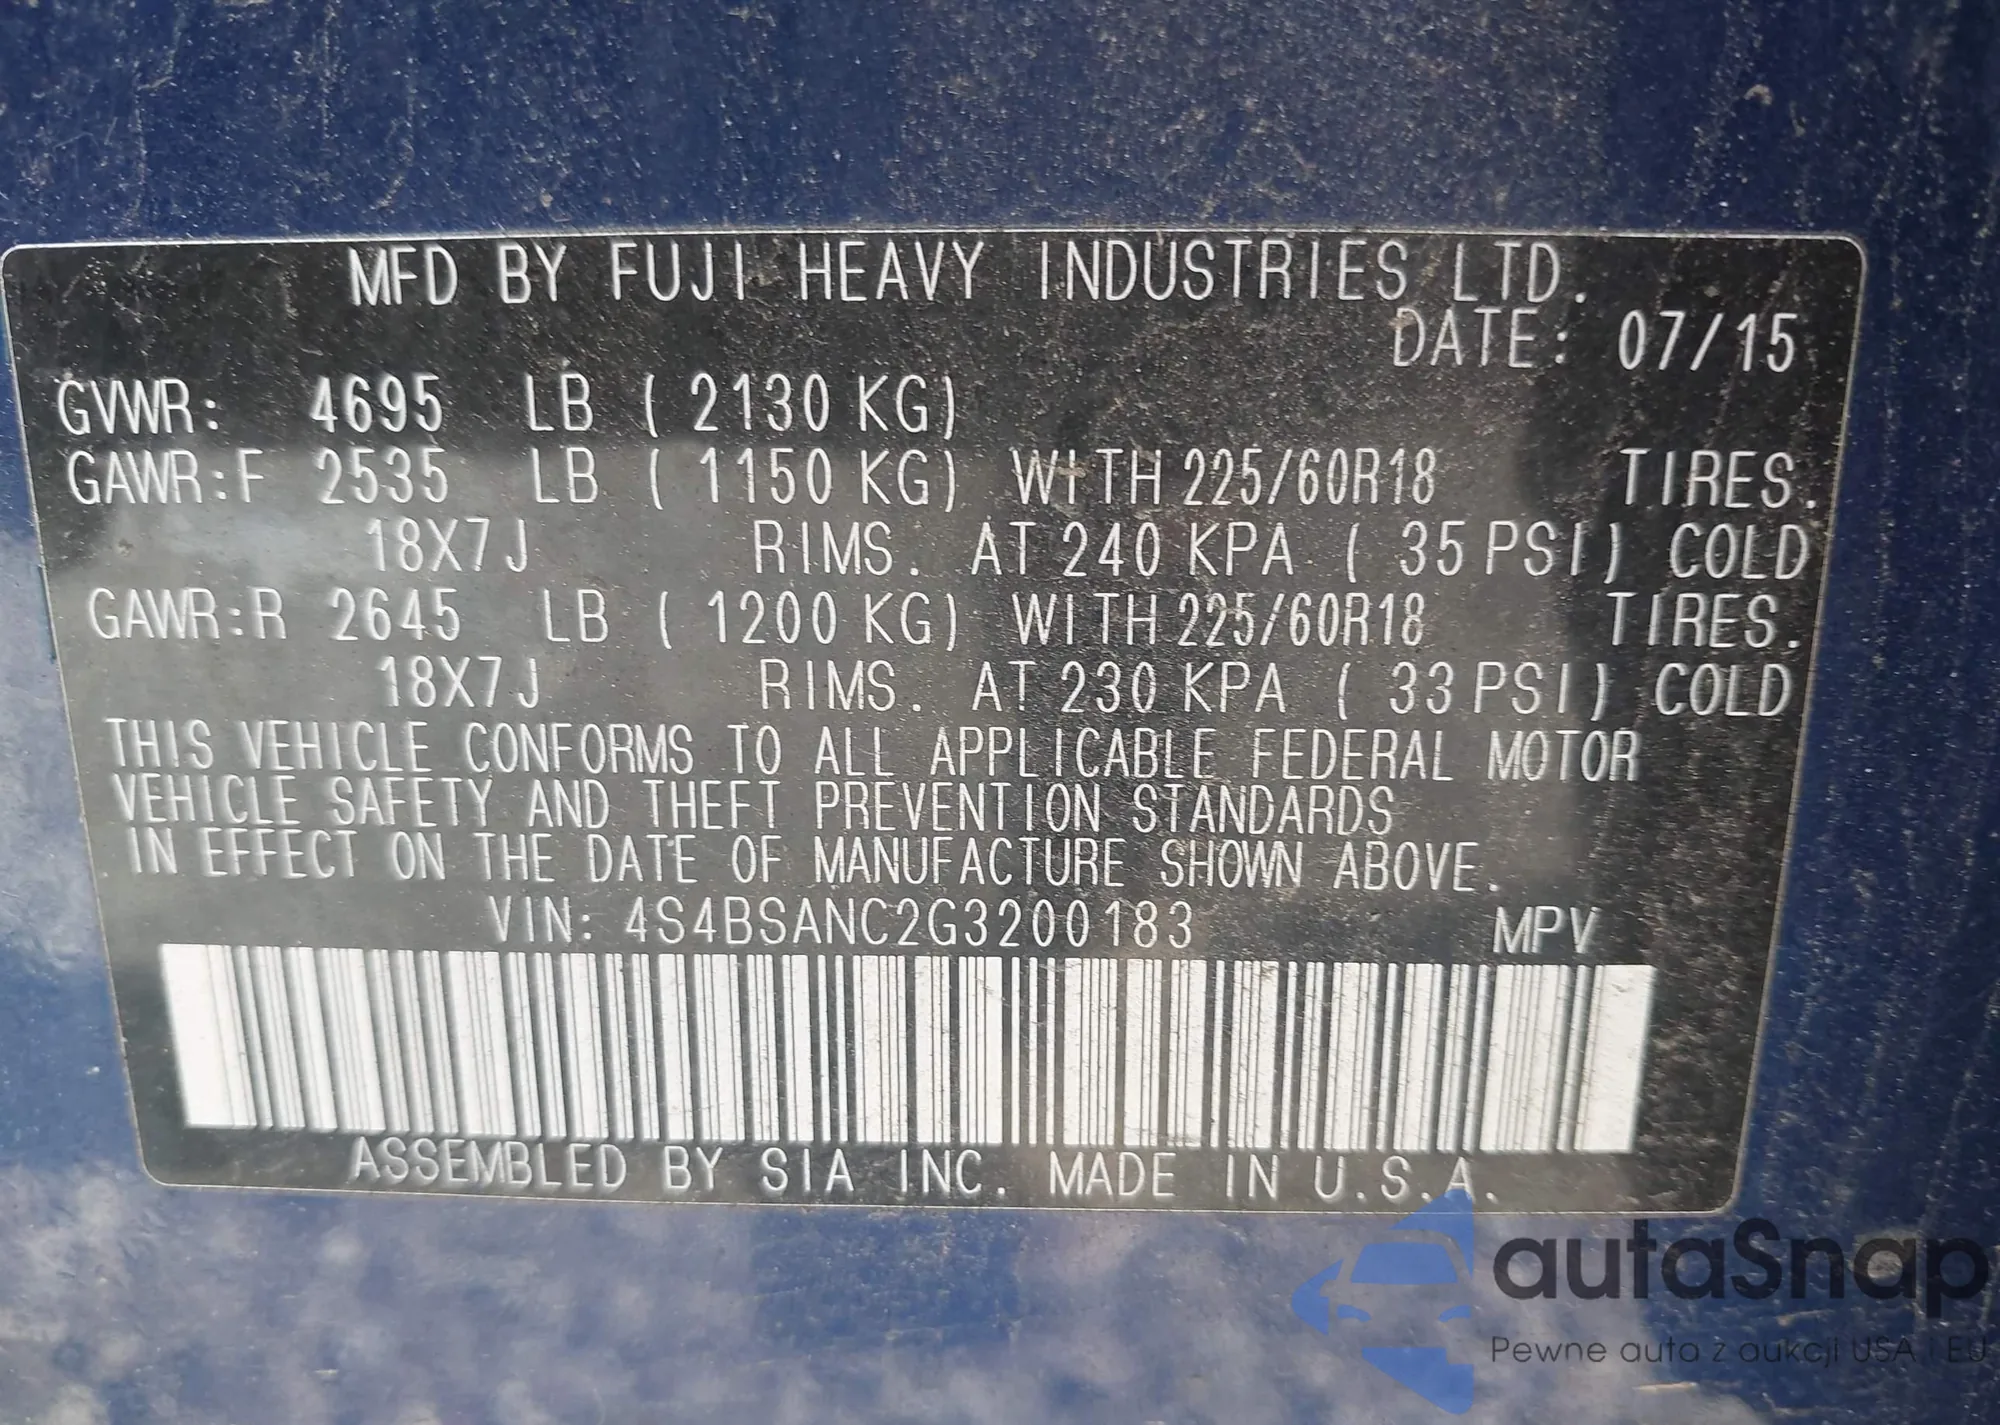 MFD BY FUJI HEAVY INDUSTRIES LTD.
DATE: 07/15
GVWR: 4695 LB ( 2130 KG)
GAWR:F 2535 LB ( 1150 KG) WITH 225/60R18 TIRES.
18X7J RIMS. AT 240 KPA ( 35 PSI) COLD
GAWR:R 2645 LB ( 1200 KG) WITH 225/60R18 TIRES.
18X7J RIMS. AT 230 KPA ( 33 PSI) COLD
THIS VEHICLE CONFORMS TO ALL APPLICABLE FEDERAL MOTOR
VEHICLE SAFETY AND THEFT PREVENTION STANDARDS
IN EFFECT ON THE DATE OF MANUFACTURE SHOWN ABOVE.
VIN: 4S4BSANC2G3200183 MPV
ASSEMBLED BY SIA INC. MADE IN U.S.A.
autaSnap
Pewne auta z aukcji USA i EU